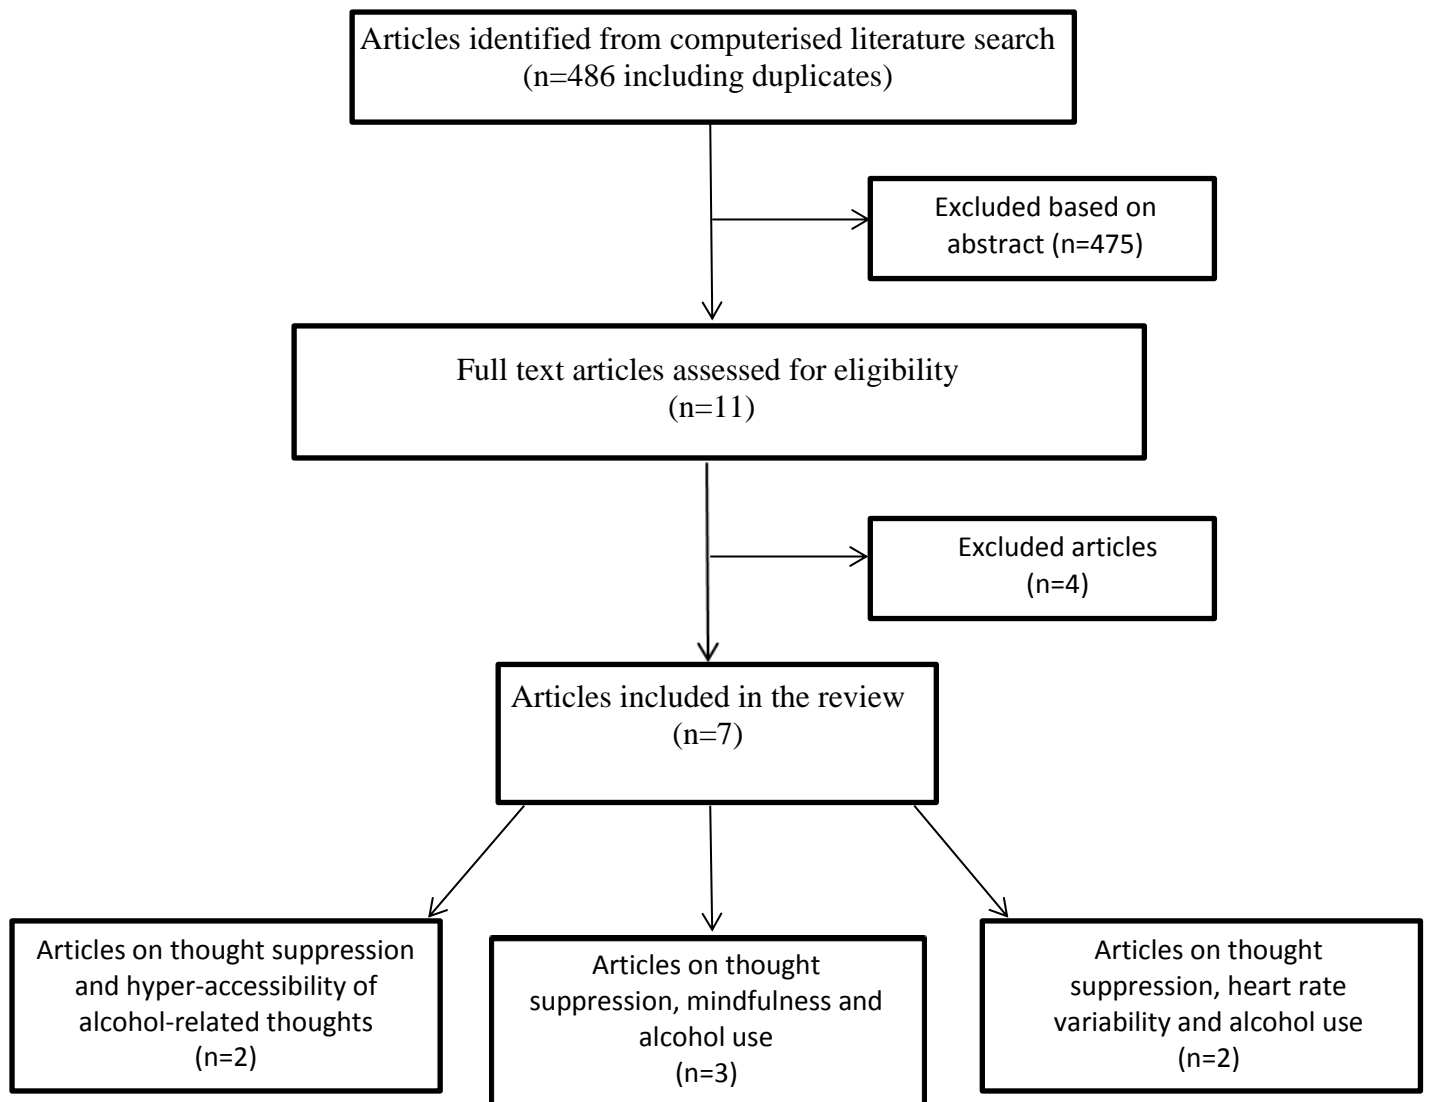 Articles identified from computerised literature search
(n=486 including duplicates)
Excluded based on
abstract (n=475)
Full text articles assessed for eligibility
(n=11)
Excluded articles
(n=4)
Articles included in the review
(n=7)
Articles on thought suppression
and hyper-accessibility of
alcohol-related thoughts
(n=2)
Articles on thought
suppression, mindfulness and
alcohol use
(n=3)
Articles on thought
suppression, heart rate
variability and alcohol use
(n=2)